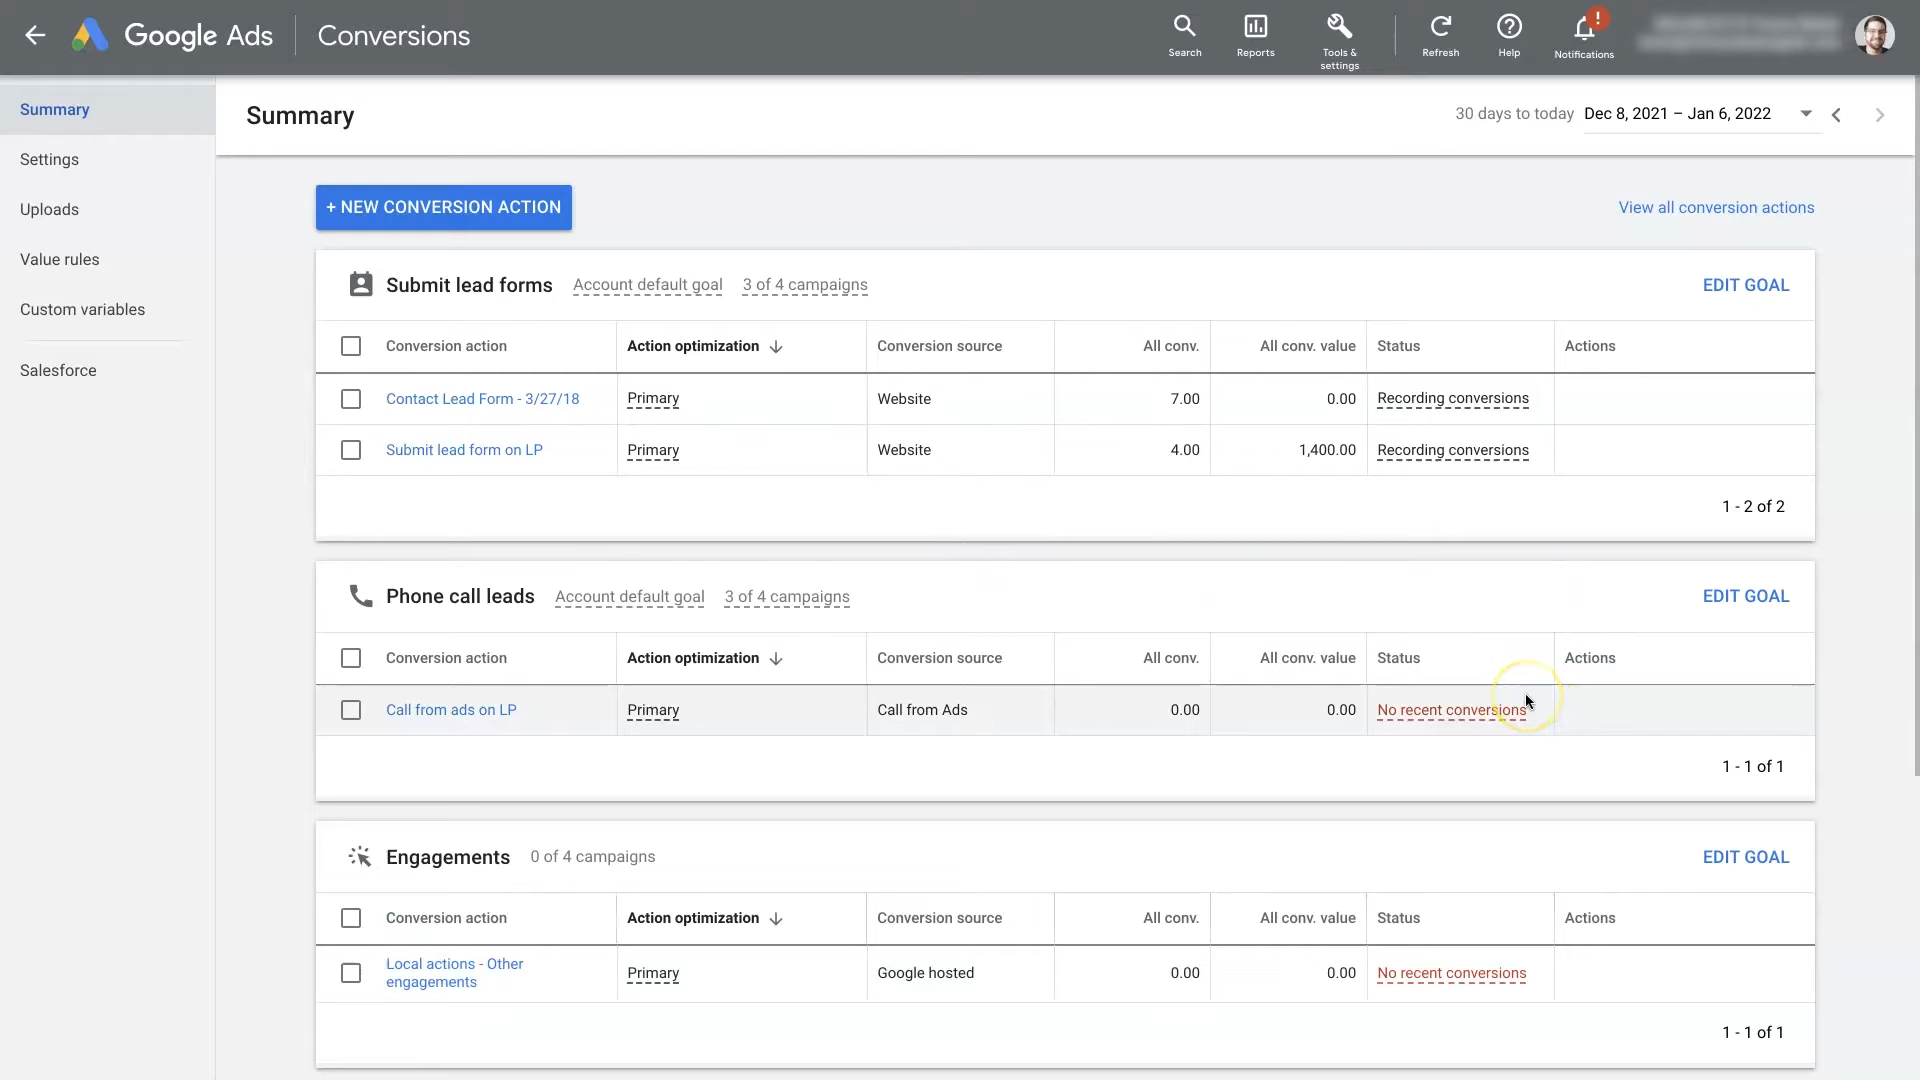 Google Ads
Conversions
Search
Reports
Tools &
settings
Refresh
Help
!
Notifications
Summary
Settings
Uploads
Value rules
Custom variables
Salesforce
Summary
30 days to today Dec 8, 2021 – Jan 6, 2022
+ NEW CONVERSION ACTION
View all conversion actions
Submit lead forms Account default goal 3 of 4 campaigns EDIT GOAL
Conversion action Action optimization Conversion source All conv. All conv. value Status Actions
Contact Lead Form - 3/27/18 Primary Website 7.00 0.00 Recording conversions
Submit lead form on LP Primary Website 4.00 1,400.00 Recording conversions
1 - 2 of 2
Phone call leads Account default goal 3 of 4 campaigns EDIT GOAL
Conversion action Action optimization Conversion source All conv. All conv. value Status Actions
Call from ads on LP Primary Call from Ads 0.00 0.00 No recent conversions
1 - 1 of 1
Engagements 0 of 4 campaigns EDIT GOAL
Conversion action Action optimization Conversion source All conv. All conv. value Status Actions
Local actions - Other
engagements Primary Google hosted 0.00 0.00 No recent conversions
1 - 1 of 1